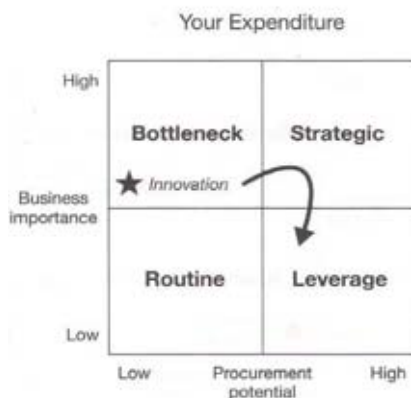 Your Expenditure
High
Bottleneck Strategic
Innovation
Business
importance
Routine Leverage
Low
Low Procurement High
potential